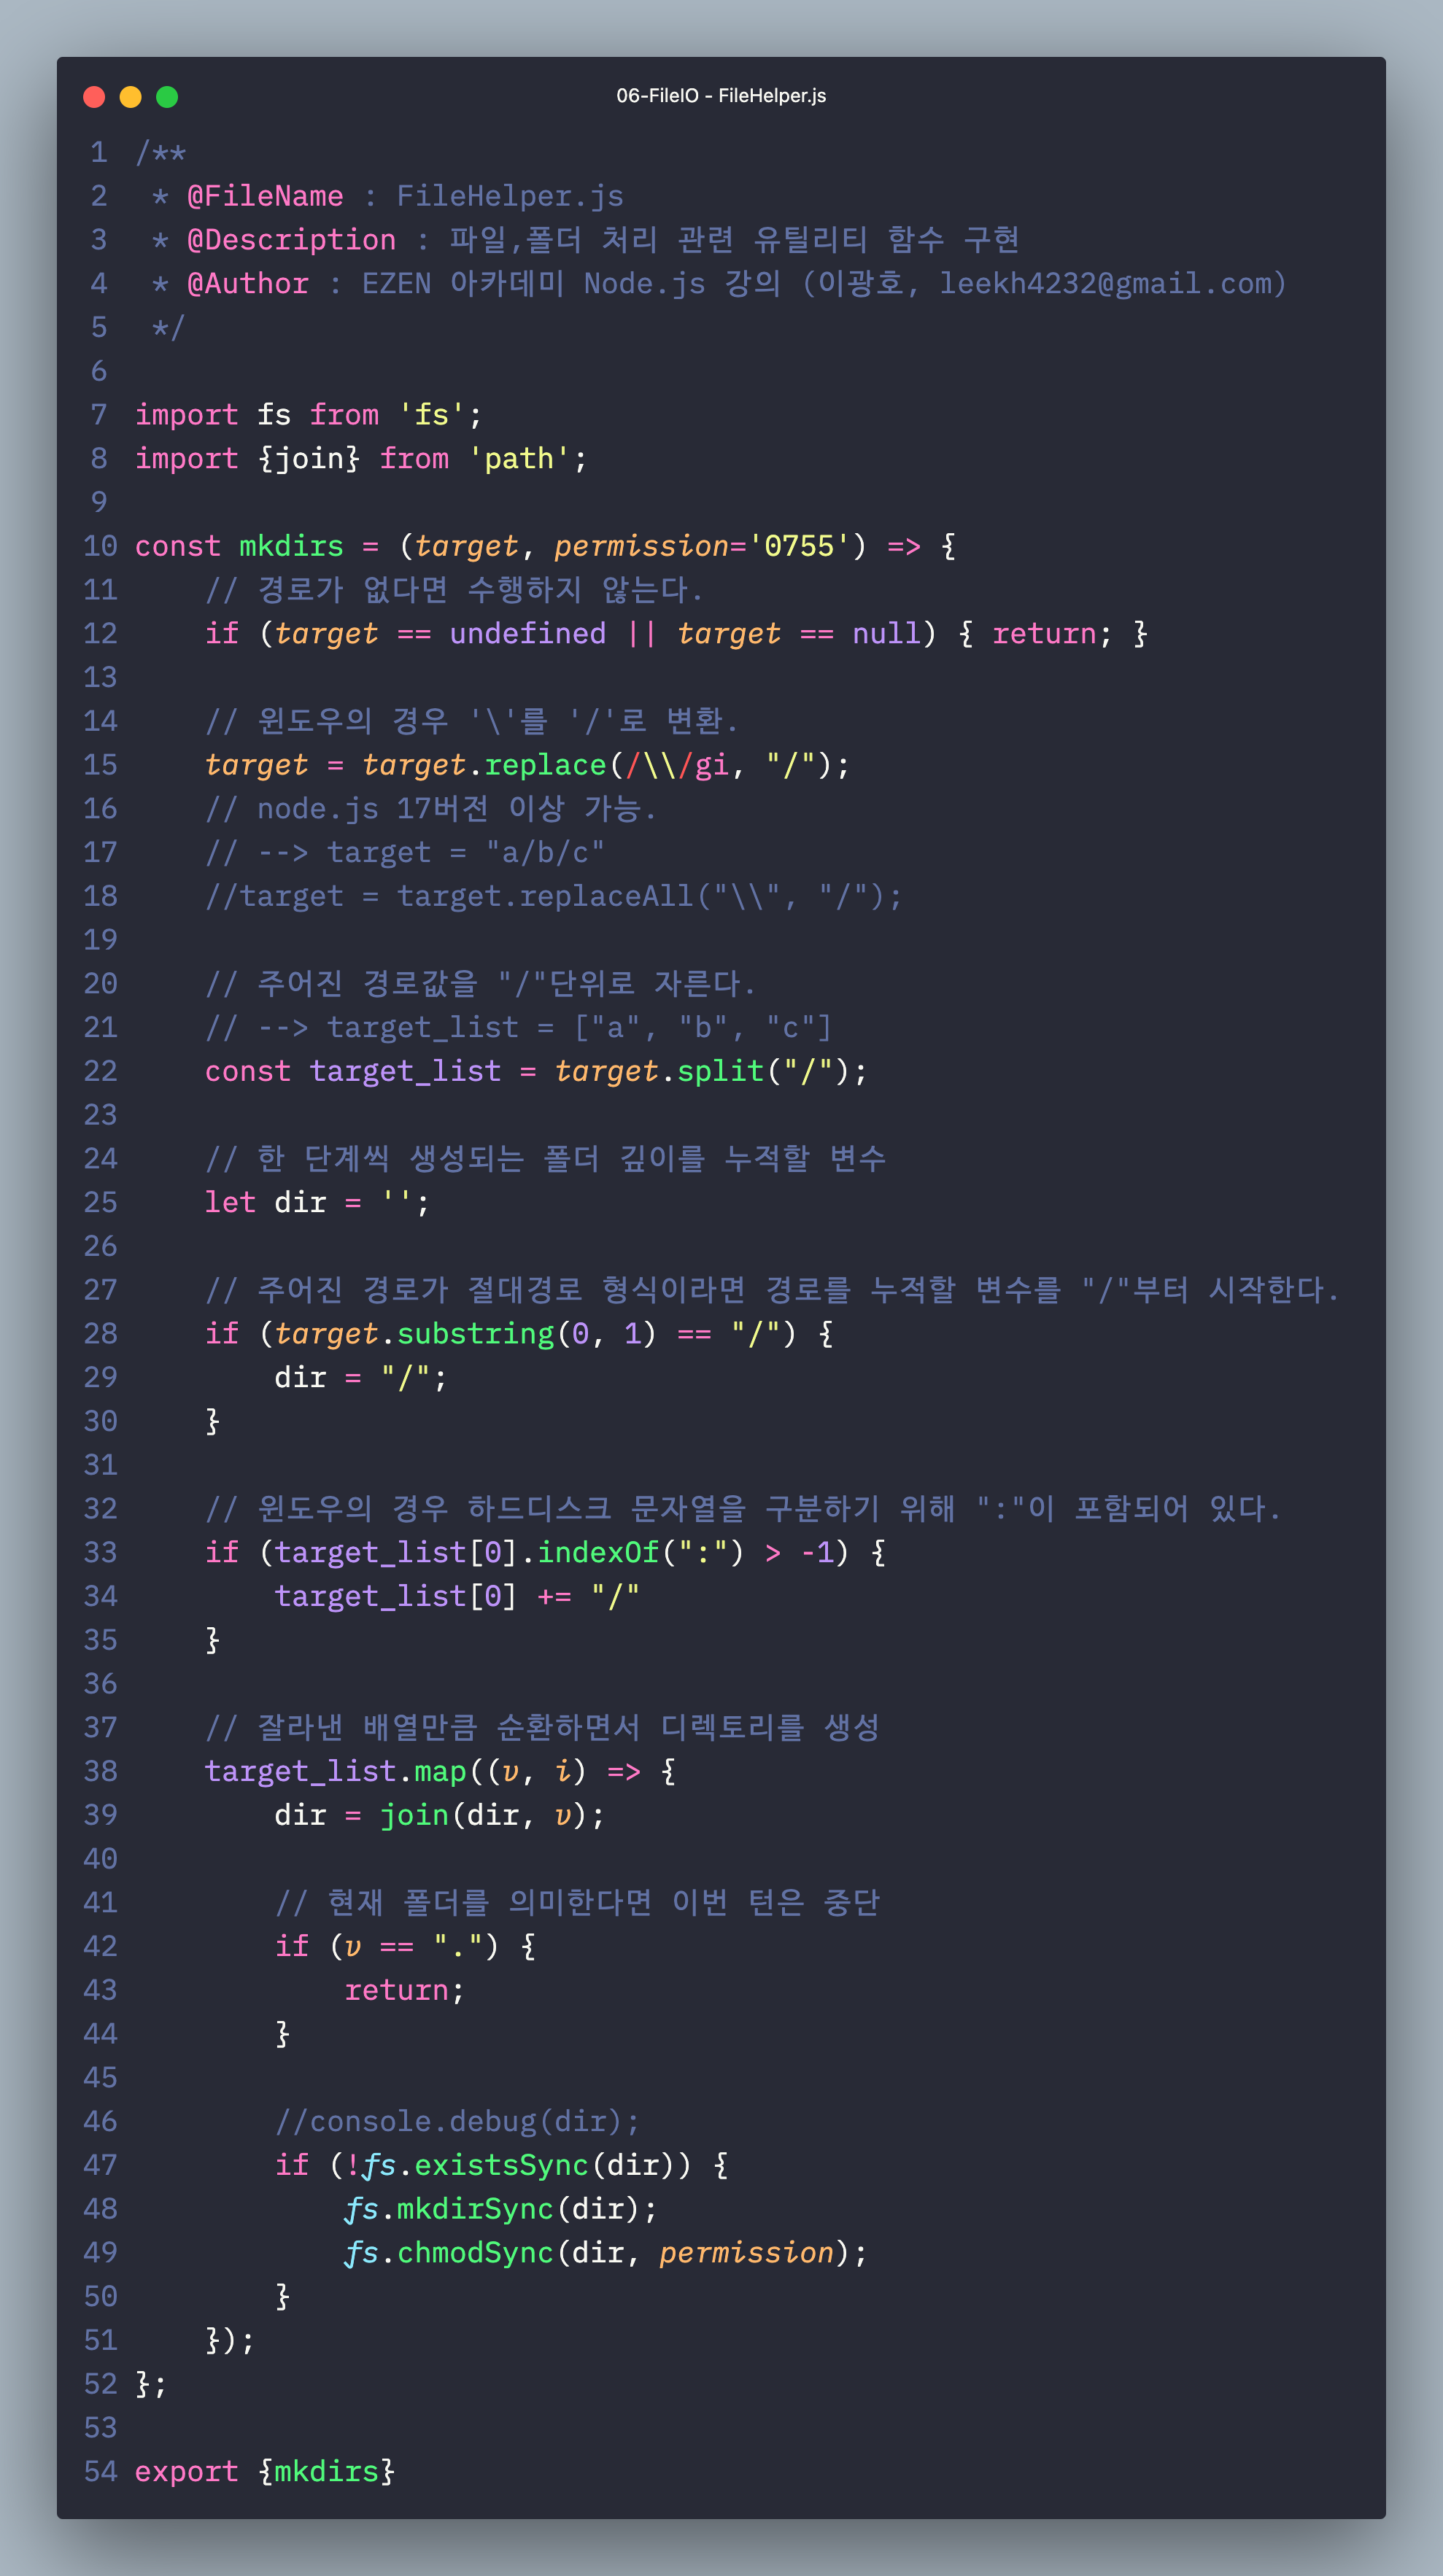 06-FileIO - FileHelper.js
1 /**
2  * @FileName : FileHelper.js
3  * @Description : 파일,폴더 처리 관련 유틸리티 함수 구현
4  * @Author : EZEN 아카데미 Node.js 강의 (이광호, leekh4232@gmail.com)
5  */
6
7 import fs from 'fs';
8 import {join} from 'path';
9
10 const mkdirs = (target, permission='0755') => {
11     // 경로가 없다면 수행하지 않는다.
12     if (target == undefined || target == null) { return; }
13
14     // 윈도우의 경우 '\'를 '/'로 변환.
15     target = target.replace(/\\/gi, "/");
16     // node.js 17버전 이상 가능.
17     // --> target = "a/b/c"
18     //target = target.replaceAll("\\", "/");
19
20     // 주어진 경로값을 "/"단위로 자른다.
21     // --> target_list = ["a", "b", "c"]
22     const target_list = target.split("/");
23
24     // 한 단계씩 생성되는 폴더 깊이를 누적할 변수
25     let dir = '';
26
27     // 주어진 경로가 절대경로 형식이라면 경로를 누적할 변수를 "/"부터 시작한다.
28     if (target.substring(0, 1) == "/") {
29         dir = "/";
30     }
31
32     // 윈도우의 경우 하드디스크 문자열을 구분하기 위해 ":"이 포함되어 있다.
33     if (target_list[0].indexOf(":") > -1) {
34         target_list[0] += "/"
35     }
36
37     // 잘라낸 배열만큼 순환하면서 디렉토리를 생성
38     target_list.map((v, i) => {
39         dir = join(dir, v);
40
41         // 현재 폴더를 의미한다면 이번 턴은 중단
42         if (v == ".") {
43             return;
44         }
45
46         //console.debug(dir);
47         if (!fs.existsSync(dir)) {
48             fs.mkdirSync(dir);
49             fs.chmodSync(dir, permission);
50         }
51     });
52 };
53
54 export {mkdirs}